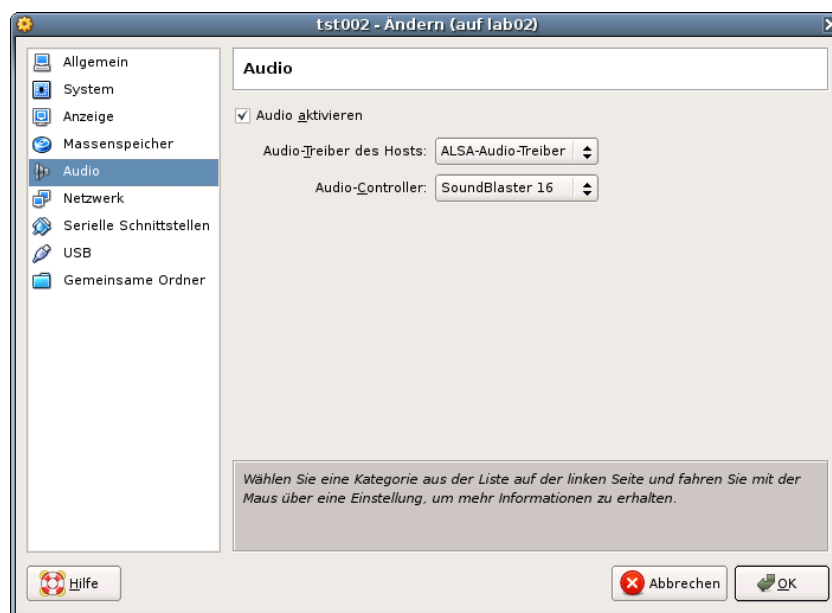 tst002 - Ändern (auf lab02)
Allgemein
System
Anzeige
Massenspeicher
Audio
Netzwerk
Serielle Schnittstellen
USB
Gemeinsame Ordner
Audio
Audio aktivieren
Audio-Treiber des Hosts: ALSA-Audio-Treiber
Audio-Controller: SoundBlaster 16
Wählen Sie eine Kategorie aus der Liste auf der linken Seite und fahren Sie mit der
Maus über eine Einstellung, um mehr Informationen zu erhalten.
Hilfe
Abbrechen
OK